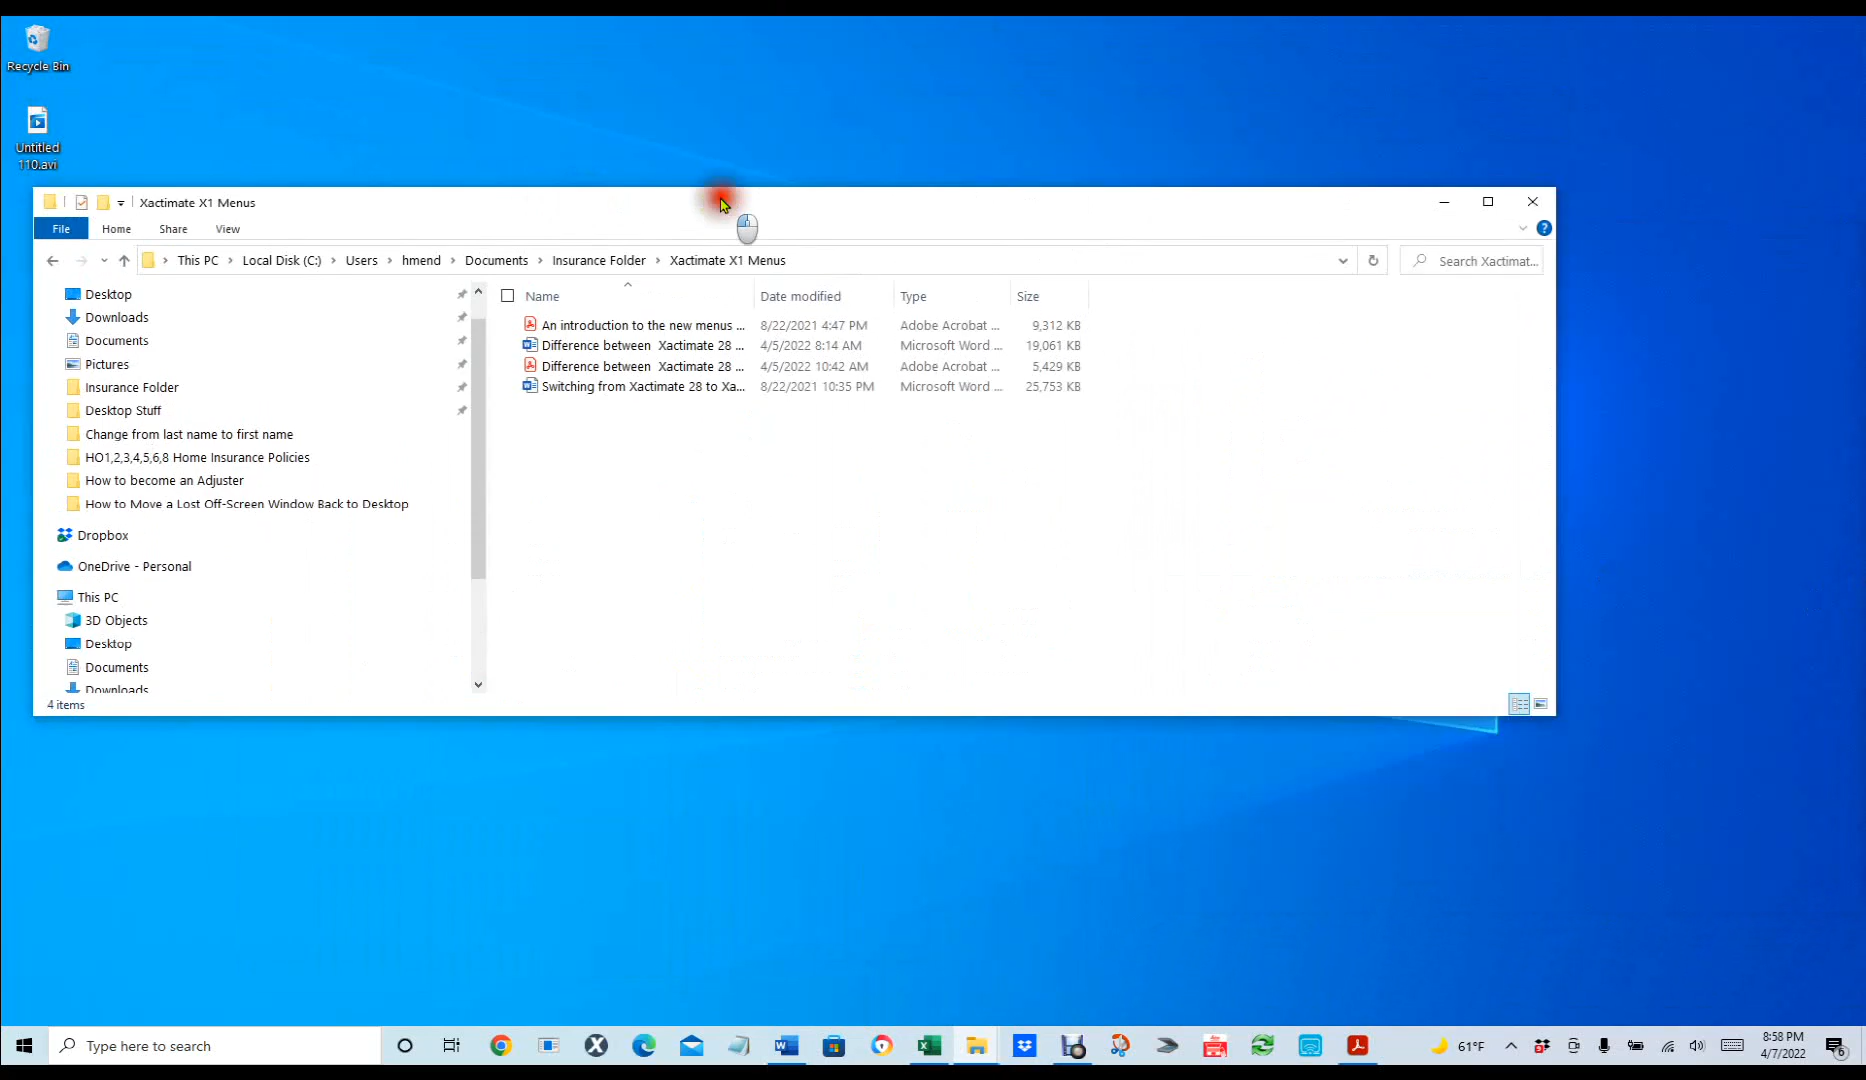 Recycle Bin
Untitled
110.avi
Xactimate X1 Menus
File Home Share View
This PC Local Disk (C:) Users hmend Documents Insurance Folder Xactimate X1 Menus
Search Xactimat...
Name Date modified Type Size
An introduction to the new menus ... 8/22/2021 4:47 PM Adobe Acrobat ... 9,312 KB
Difference between Xactimate 28 ... 4/5/2022 8:14 AM Microsoft Word ... 19,061 KB
Difference between Xactimate 28 ... 4/5/2022 10:42 AM Adobe Acrobat ... 5,429 KB
Switching from Xactimate 28 to Xa... 8/22/2021 10:35 PM Microsoft Word ... 25,753 KB
Desktop
Downloads
Documents
Pictures
Insurance Folder
Desktop Stuff
Change from last name to first name
HO1,2,3,4,5,6,8 Home Insurance Policies
How to become an Adjuster
How to Move a Lost Off-Screen Window Back to Desktop
Dropbox
OneDrive - Personal
This PC
3D Objects
Desktop
Documents
Downloads
4 items
Type here to search
61°F
8:58 PM
4/7/2022
6